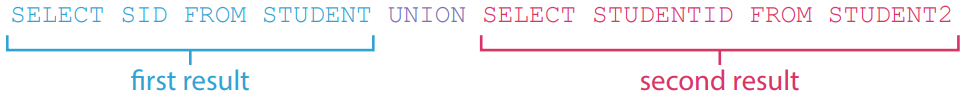 SELECT SID FROM STUDENT UNION SELECT STUDENTID FROM STUDENT2
first result second result